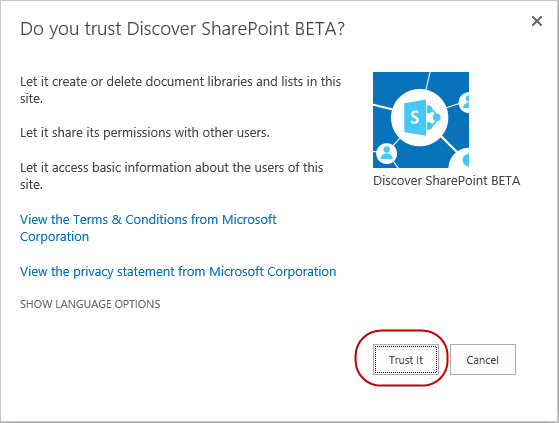 Do you trust Discover SharePoint BETA?
Let it create or delete document libraries and lists in this
site.
Let it share its permissions with other users.
Let it access basic information about the users of this
site.
View the Terms & Conditions from Microsoft
Corporation
View the privacy statement from Microsoft Corporation
SHOW LANGUAGE OPTIONS
S
Discover SharePoint BETA
Trust It
Cancel